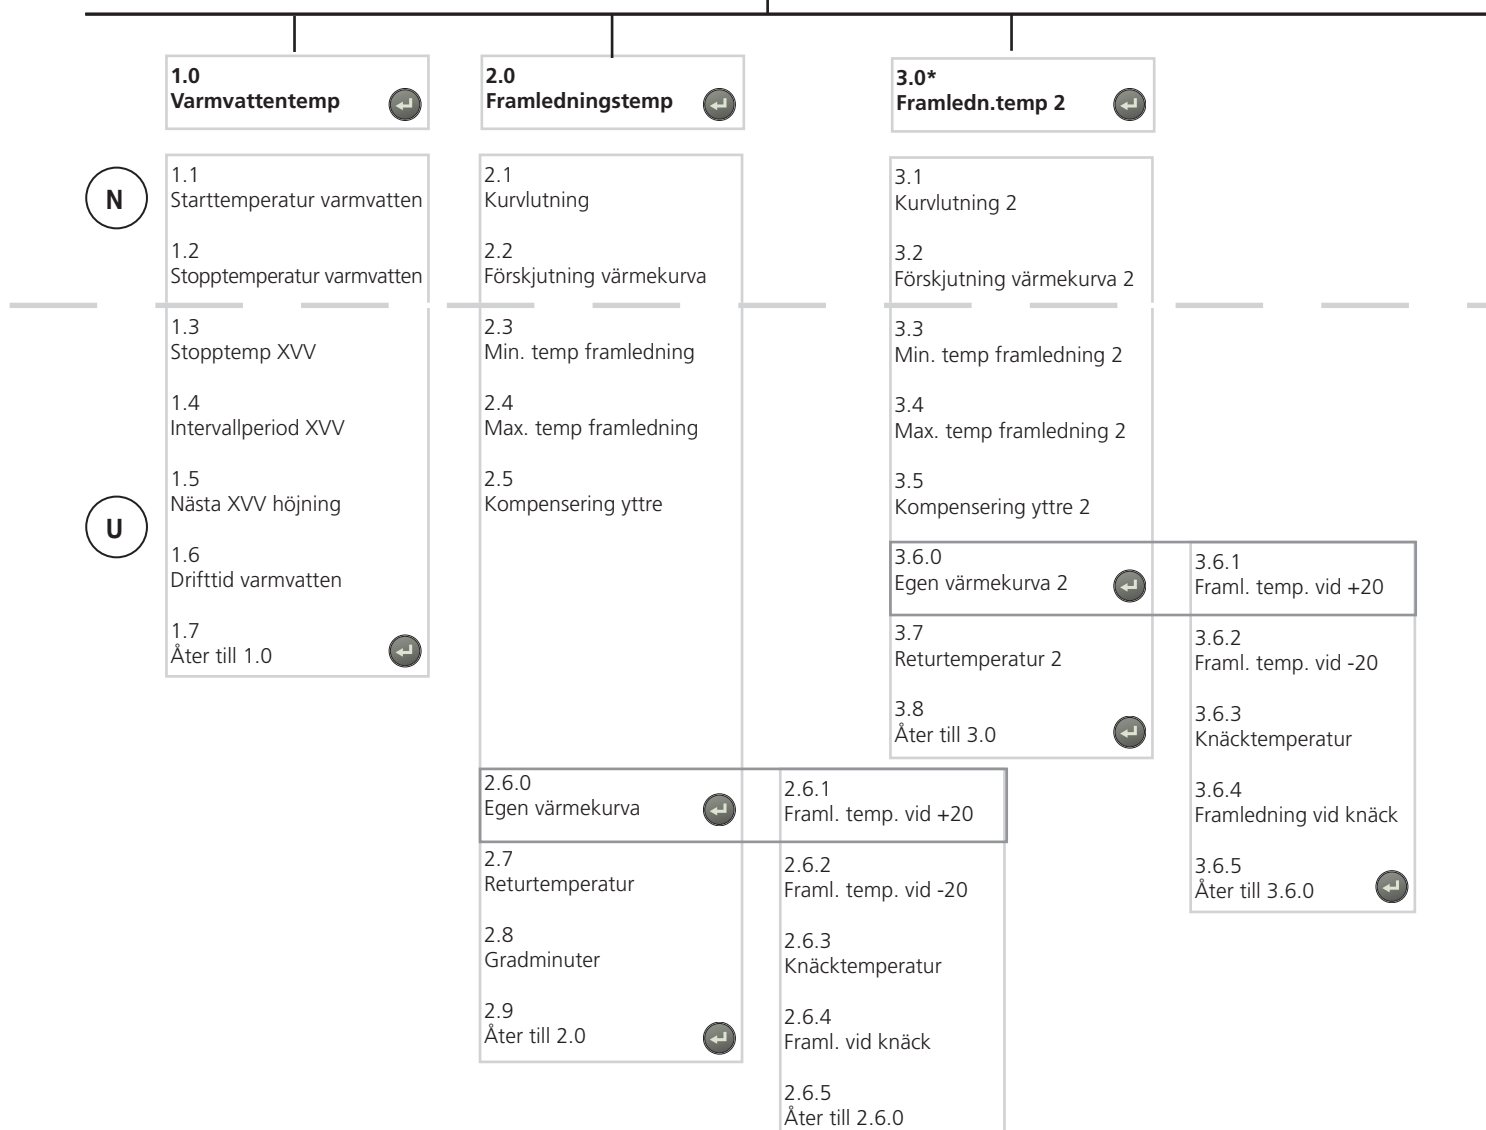 1.0
Varmvattentemp
2.0
Framledningstemp
3.0*
Framledn.temp 2
N
1.1
Starttemperatur varmvatten
1.2
Stopptemperatur varmvatten
U
1.3
Stopptemp XVV
1.4
Intervallperiod XVV
1.5
Nästa XVV höjning
1.6
Drifttid varmvatten
1.7
Åter till 1.0
2.1
Kurvlutning
2.2
Förskjutning värmekurva
2.3
Min. temp framledning
2.4
Max. temp framledning
2.5
Kompensering yttre
2.6.0
Egen värmekurva
2.7
Returtemperatur
2.8
Gradminuter
2.9
Åter till 2.0
2.6.1
Framl. temp. vid +20
2.6.2
Framl. temp. vid -20
2.6.3
Knäcktemperatur
2.6.4
Framl. vid knäck
2.6.5
Åter till 2.6.0
3.1
Kurvlutning 2
3.2
Förskjutning värmekurva 2
3.3
Min. temp framledning 2
3.4
Max. temp framledning 2
3.5
Kompensering yttre 2
3.6.0
Egen värmekurva 2
3.7
Returtemperatur 2
3.8
Åter till 3.0
3.6.1
Framl. temp. vid +20
3.6.2
Framl. temp. vid -20
3.6.3
Knäcktemperatur
3.6.4
Framledning vid knäck
3.6.5
Åter till 3.6.0